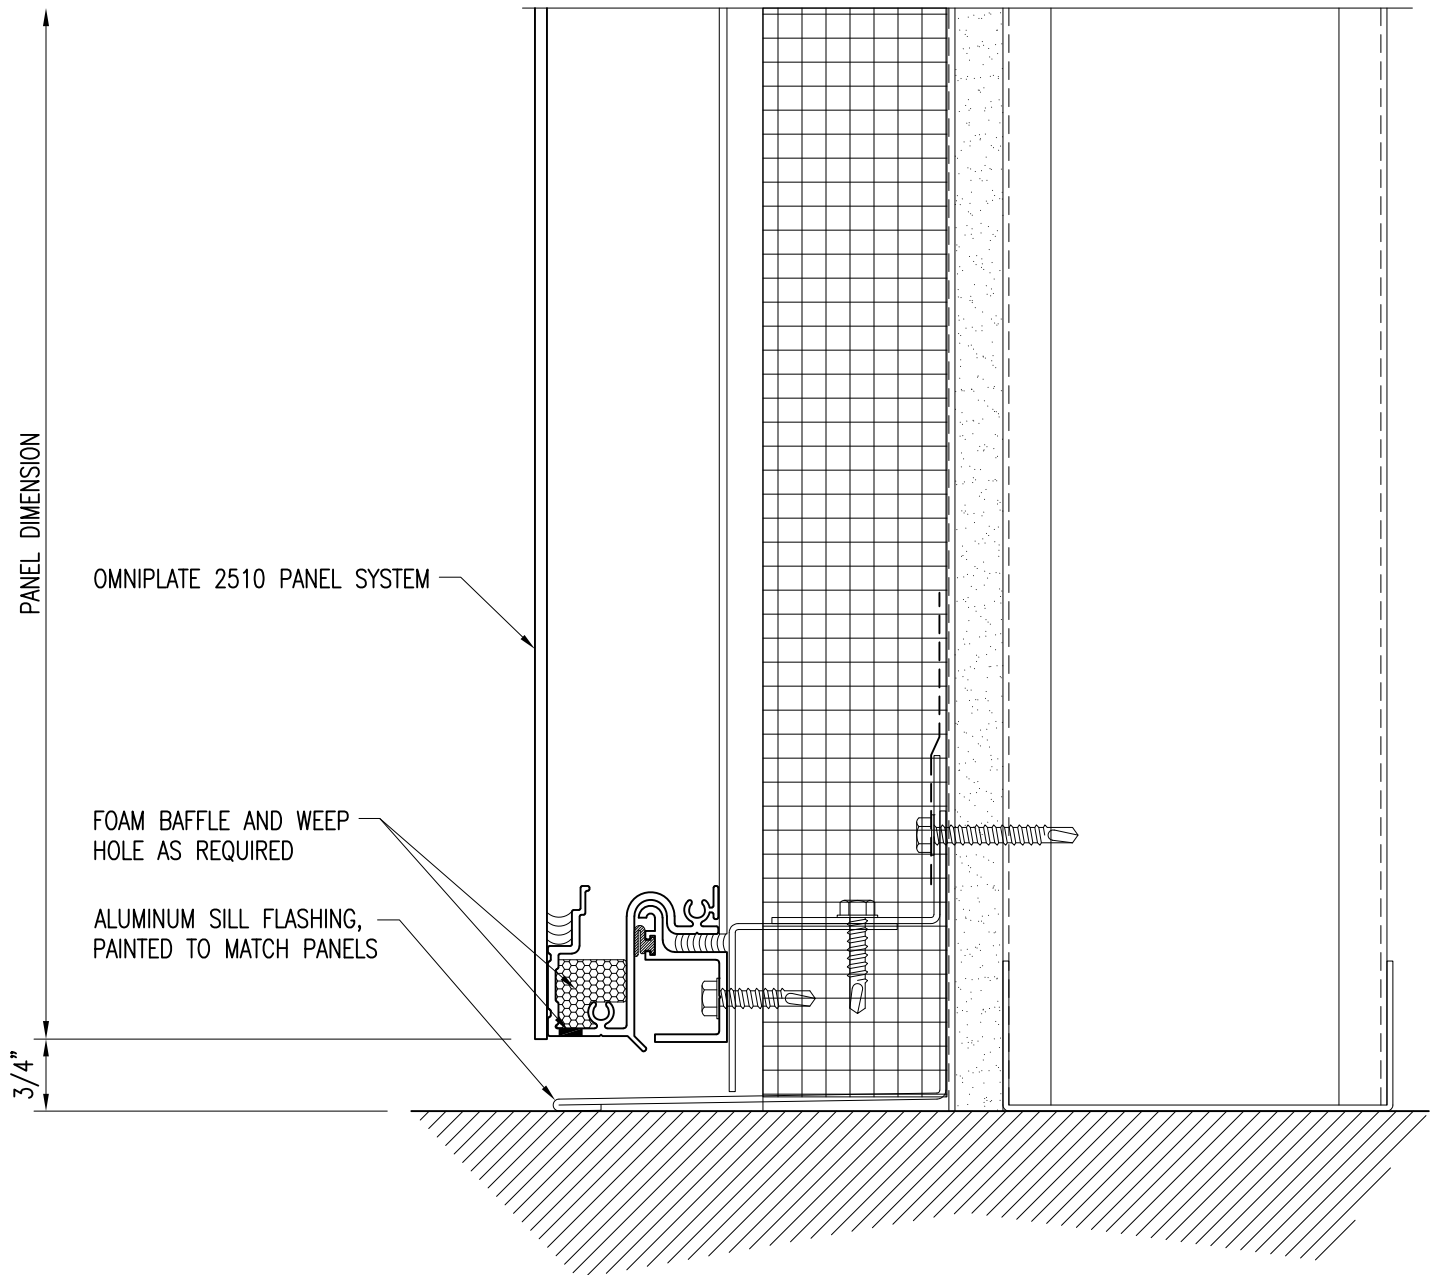 PANEL DIMENSION
OMNIPLATE 2510 PANEL SYSTEM
FOAM BAFFLE AND WEEP
HOLE AS REQUIRED
ALUMINUM SILL FLASHING,
PAINTED TO MATCH PANELS
3/4"